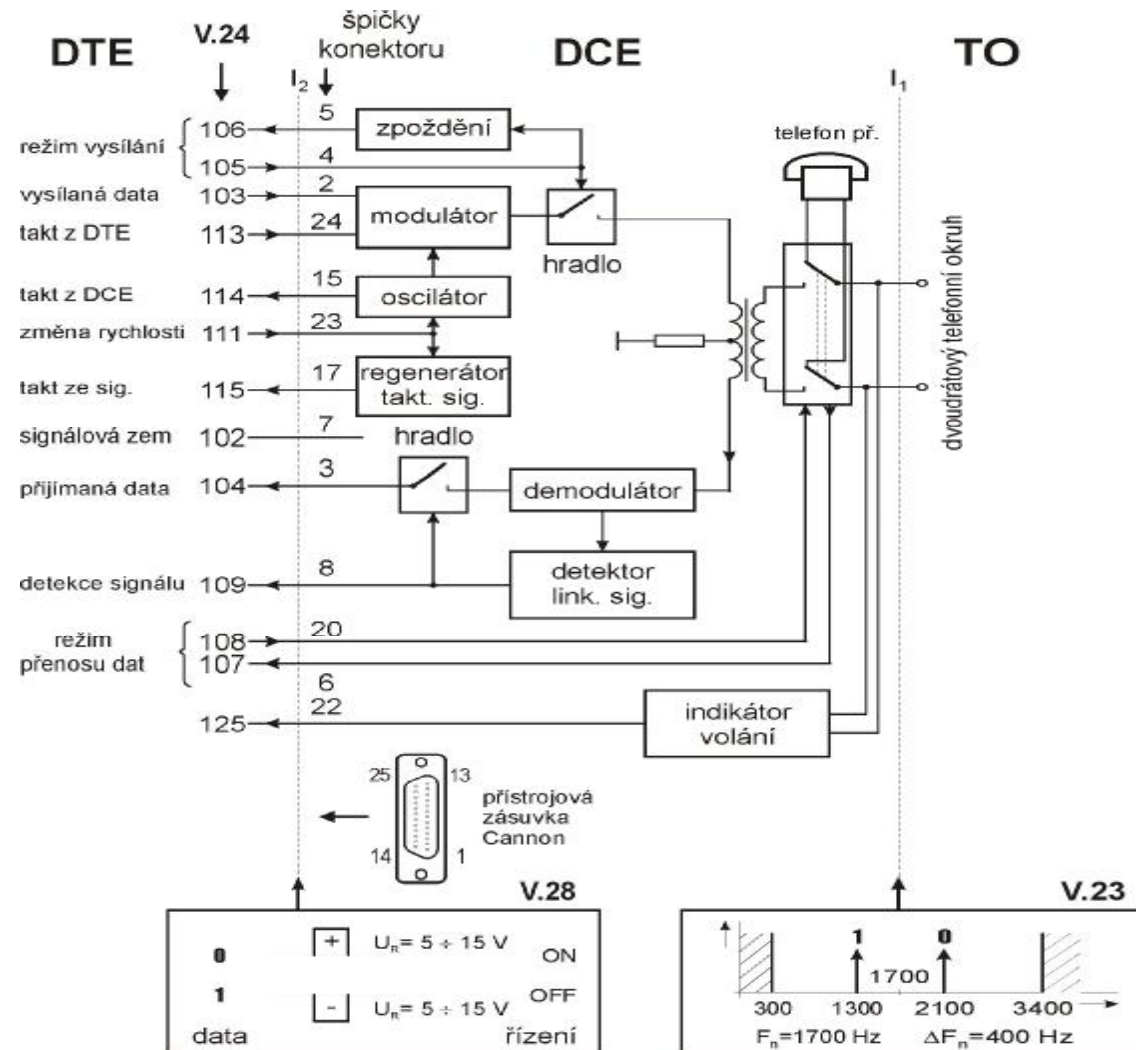 DTE
V.24
špičky
konektoru
DCE
TO
I₂
I₁
režim vysílání
106
5
zpoždění
telefon př.
105
4
vysílaná data
103
2
modulátor
takt z DTE
113
24
hradlo
takt z DCE
114
15
oscilátor
změna rychlosti
111
23
takt ze sig.
115
17
regenerátor
takt. sig.
dvoudrátový telefonní okruh
signálová zem
102
7
hradlo
přijímaná data
104
3
demodulátor
detekce signálu
109
8
detektor
link. sig.
režim
přenosu dat
108
20
107
6
125
22
indikátor
volání
25
13
14
1
přístrojová
zásuvka
Cannon
V.28
0
+
U_R= 5 ÷ 15 V
ON
1
-
U_R= 5 ÷ 15 V
OFF
data
řízení
V.23
1
0
1700
300
1300
2100
3400
F_n=1700 Hz
ΔF_n=400 Hz